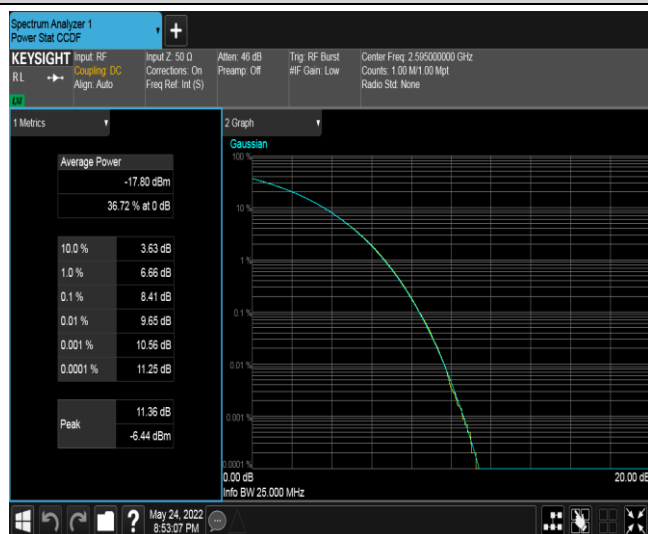 Spectrum Analyzer 1
Power Stat CCDF
+
KEYSIGHT
RL
LXI
Input: RF
Coupling: DC
Align: Auto
Input Z: 50 Ω
Corrections: On
Freq Ref: Int (S)
Atten: 46 dB
Preamp: Off
Trig: RF Burst
#IF Gain: Low
Center Freq: 2.595000000 GHz
Counts: 1.00 M/1.00 Mpt
Radio Std: None
1 Metrics
Average Power
-17.80 dBm
36.72 % at 0 dB
10.0 % 3.63 dB
1.0 % 6.66 dB
0.1 % 8.41 dB
0.01 % 9.65 dB
0.001 % 10.56 dB
0.0001 % 11.25 dB
Peak 11.36 dB
-6.44 dBm
2 Graph
Gaussian
100 %
10 %
1 %
0.1 %
0.01 %
0.001 %
0.0001 %
0.00 dB 20.00 dB
Info BW 25.000 MHz
?
May 24, 2022
8:53:07 PM